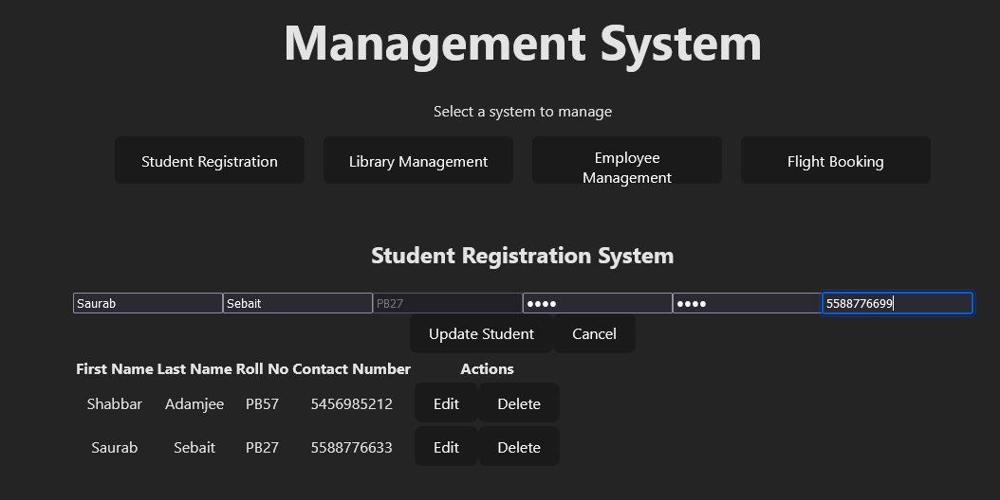 Management System
Select a system to manage
Student Registration
Library Management
Employee
Management
Flight Booking
Student Registration System
Saurab Sebait PB27 •••• •••• 5588776699
Update Student Cancel
First Name Last Name Roll No Contact Number Actions
Shabbar Adamjee PB57 5456985212 Edit Delete
Saurab Sebait PB27 5588776633 Edit Delete